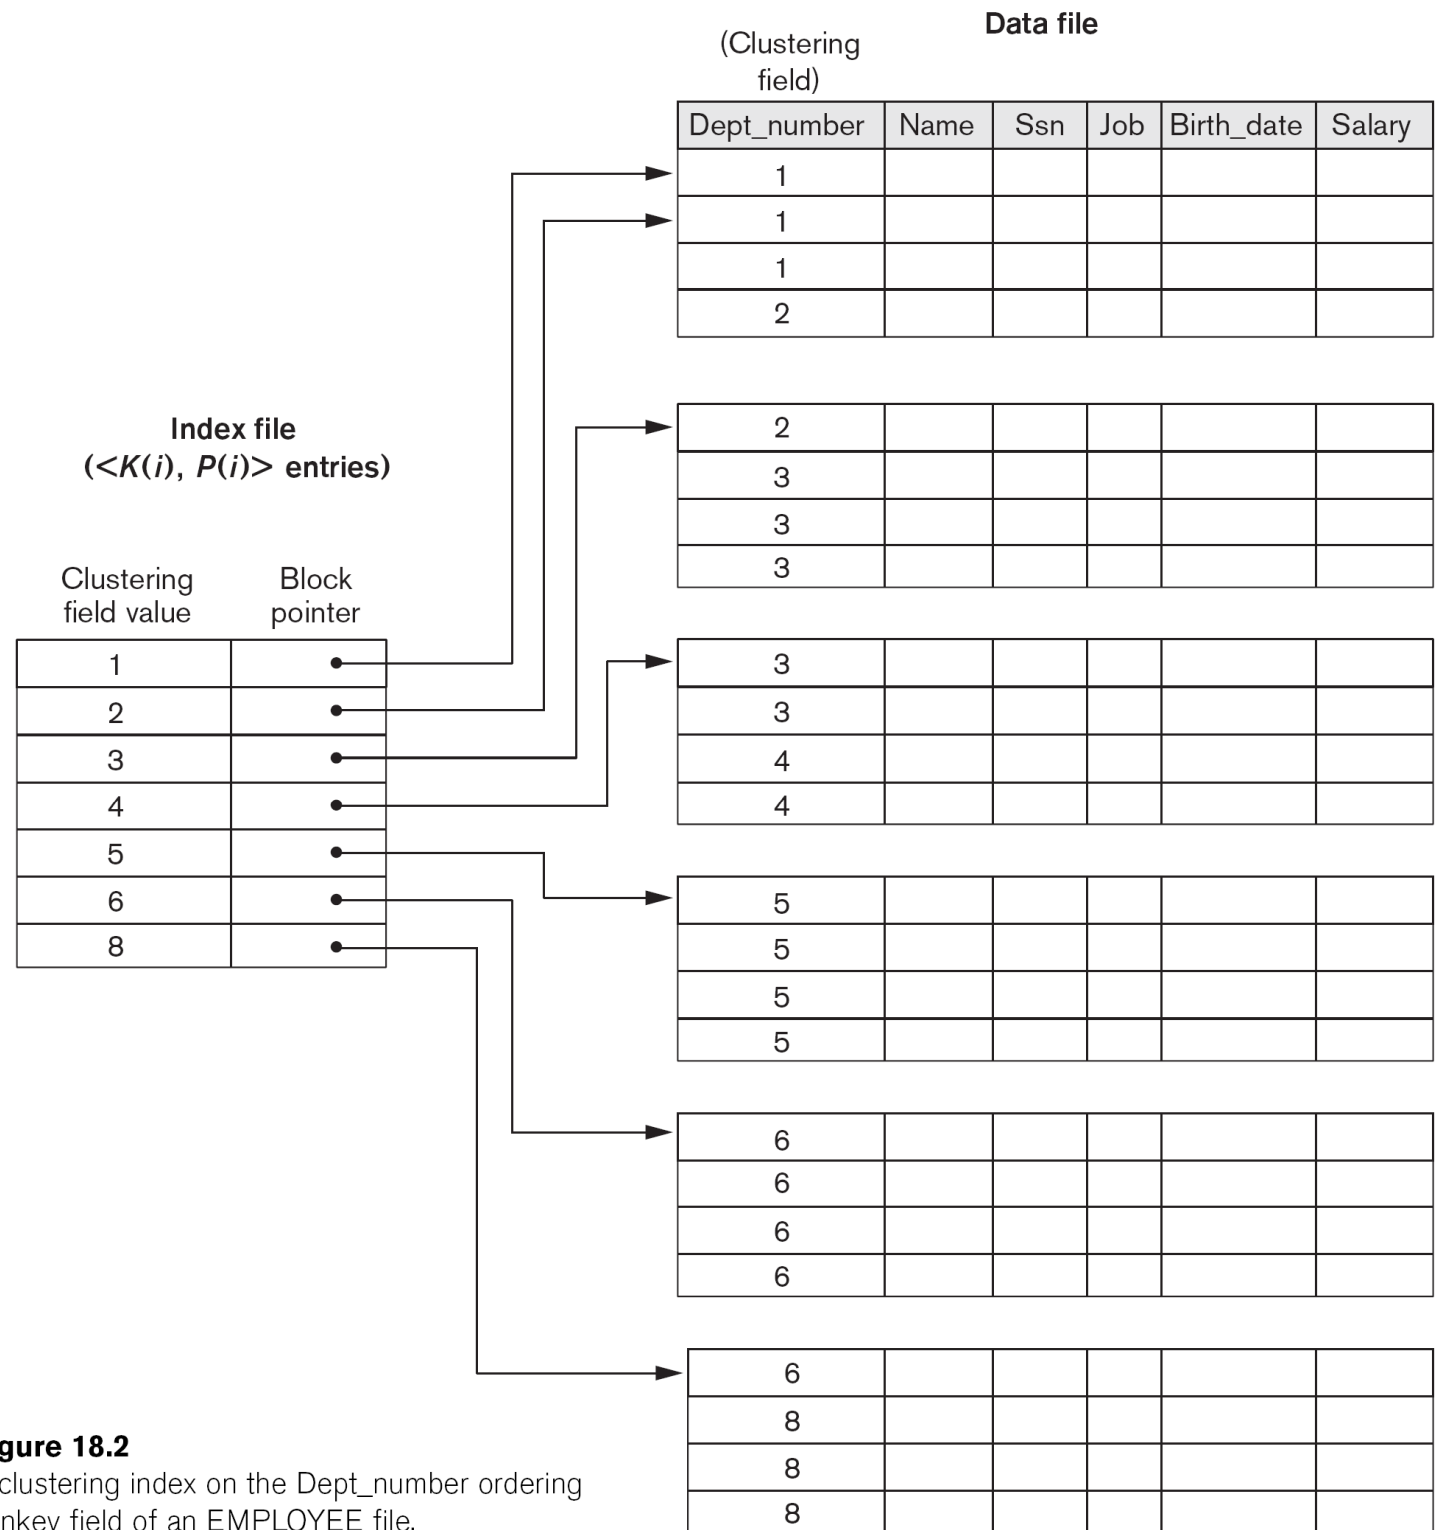 Data file
(Clustering
field)
Dept_number Name Ssn Job Birth_date Salary
1
1
1
2
2
3
3
3
3
3
4
4
5
5
5
5
6
6
6
6
6
8
8
8
Index file
(<K(i), P(i)> entries)
Clustering Block
field value pointer
1
2
3
4
5
6
8
gure 18.2
clustering index on the Dept_number ordering
nkey field of an EMPLOYEE file.